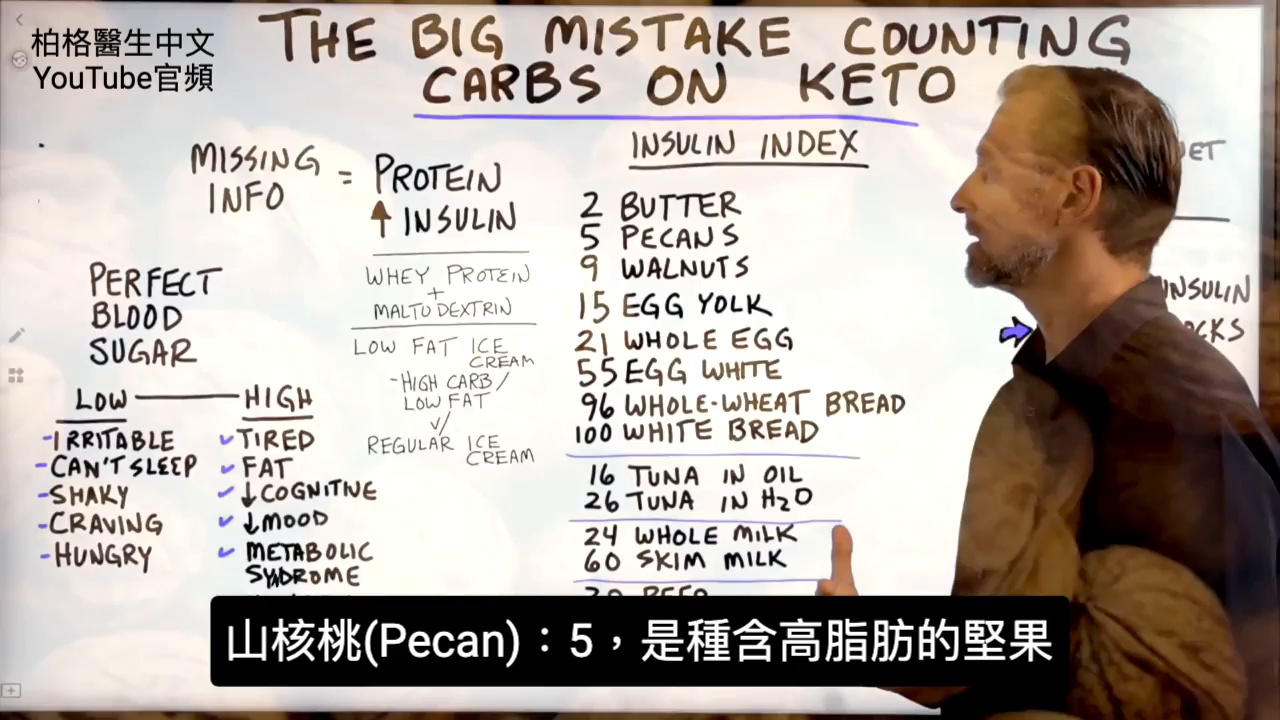 柏格醫生中文
YouTube官頻
THE BIG MISTAKE COUNTING
CARBS ON KETO
MISSING
INFO
=
PROTEIN
↑ INSULIN
WHEY PROTEIN
+
MALTODEXTRIN
LOW FAT ICE
CREAM
-HIGH CARB/
LOW FAT
√/
REGULAR ICE
CREAM
PERFECT
BLOOD
SUGAR
LOW
-IRRITABLE
-CAN'T SLEEP
-SHAKY
-CRAVING
-HUNGRY
HIGH
✓TIRED
✓FAT
✓↓COGNITIVE
✓↓MOOD
✓METABOLIC
SYNDROME
INSULIN INDEX
2 BUTTER
5 PECANS
9 WALNUTS
15 EGG YOLK
21 WHOLE EGG
55 EGG WHITE
96 WHOLE-WHEAT BREAD
100 WHITE BREAD
16 TUNA IN OIL
26 TUNA IN H2O
24 WHOLE MILK
60 SKIM MILK
INSULIN
山核桃(Pecan)：5，是種含高脂肪的堅果